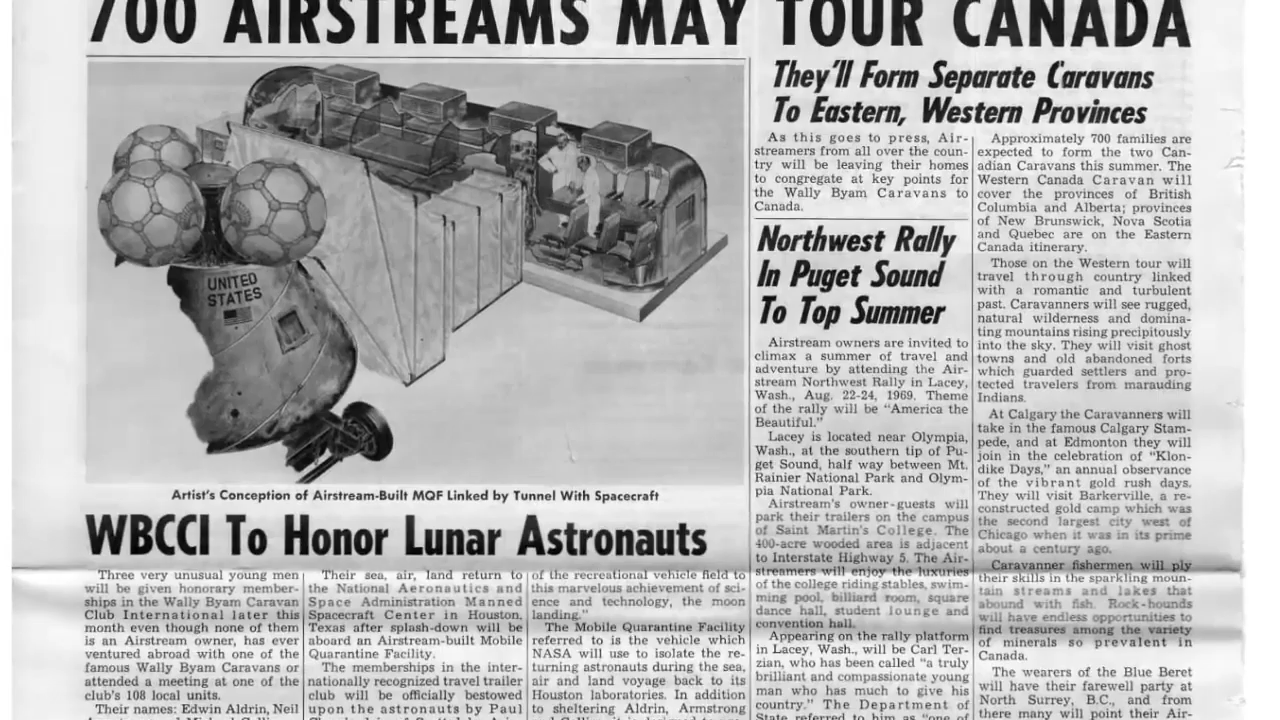 700 AIRSTREAMS MAY TOUR CANADA
UNITED
STATES
Artist's Conception of Airstream-Built MQF Linked by Tunnel With Spacecraft
WBCCI To Honor Lunar Astronauts
Three very unusual young men
will be given honorary member-
ships in the Wally Byam Caravan
Club International later this
month even though none of them
is an Airstream owner, has ever
ventured abroad with one of the
famous Wally Byam Caravans or
attended a meeting at one of the
club's 108 local units.
Their names: Edwin Aldrin, Neil
Their sea, air, land return to
the National Aeronautics and
Space Administration Manned
Spacecraft Center in Houston,
Texas after splash-down will be
aboard an Airstream-built Mobile
Quarantine Facility.
The memberships in the inter-
nationally recognized travel trailer
club will be officially bestowed
upon the astronauts by Paul
of the recreational vehicle field to
this marvelous achievement of sci-
ence and technology, the moon
landing."
The Mobile Quarantine Facility
referred to is the vehicle which
NASA will use to isolate the re-
turning astronauts during the sea,
air and land voyage back to its
Houston laboratories. In addition
to sheltering Aldrin, Armstrong
They'll Form Separate Caravans
To Eastern, Western Provinces
As this goes to press, Air-
streamers from all over the coun-
try will be leaving their homes
to congregate at key points for
the Wally Byam Caravans to
Canada.
Northwest Rally
In Puget Sound
To Top Summer
Airstream owners are invited to
climax a summer of travel and
adventure by attending the Air-
stream Northwest Rally in Lacey,
Wash., Aug. 22-24, 1969. Theme
of the rally will be "America the
Beautiful."
Lacey is located near Olympia,
Wash., at the southern tip of Pu-
get Sound, half way between Mt.
Rainier National Park and Olym-
pia National Park.
Airstream's owner-guests will
park their trailers on the campus
of Saint Martin's College. The
400-acre wooded area is adjacent
to Interstate Highway 5. The Air-
streamers will enjoy the luxuries
of the college riding stables, swim-
ming pool, billiard room, square
dance hall, student lounge and
convention hall.
Appearing on the rally platform
in Lacey, Wash., will be Carl Ter-
zian, who has been called "a truly
brilliant and compassionate young
man who has much to give his
country." The Department of
State referred to him as "one of
Approximately 700 families are
expected to form the two Can-
adian Caravans this summer. The
Western Canada Caravan will
cover the provinces of British
Columbia and Alberta; provinces
of New Brunswick, Nova Scotia
and Quebec are on the Eastern
Canada itinerary.
Those on the Western tour will
travel through country linked
with a romantic and turbulent
past. Caravanners will see rugged,
natural wilderness and domina-
ting mountains rising precipitously
into the sky. They will visit ghost
towns and old abandoned forts
which guarded settlers and pro-
tected travelers from marauding
Indians.
At Calgary the Caravanners will
take in the famous Calgary Stam-
pede, and at Edmonton they will
join in the celebration of "Klon-
dike Days," an annual observance
of the vibrant gold rush days.
They will visit Barkerville, a re-
constructed gold camp which was
the second largest city west of
Chicago when it was in its prime
about a century ago.
Caravanner fishermen will ply
their skills in the sparkling moun-
tain streams and lakes that
abound with fish. Rock-hounds
will have endless opportunities to
find treasures among the variety
of minerals so prevalent in
Canada.
The wearers of the Blue Beret
will have their farewell party at
North Surrey, B.C., and from
there many will point their Air-